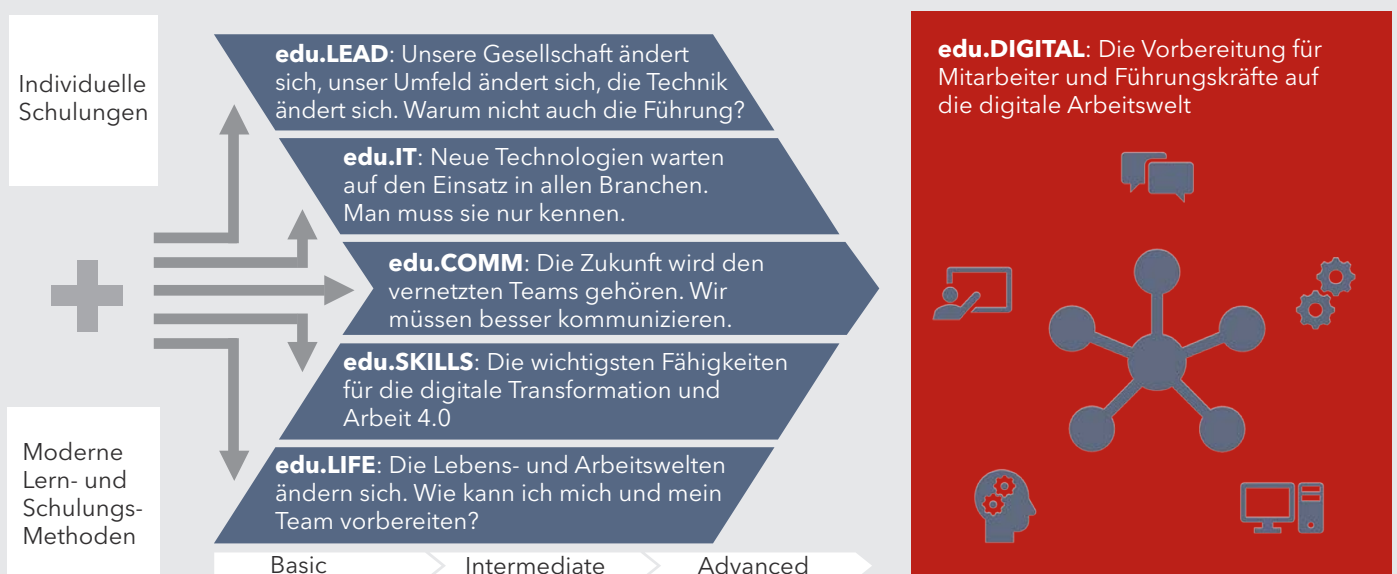 Individuelle
Schulungen
Moderne
Lern- und
Schulungs-
Methoden
edu.LEAD: Unsere Gesellschaft ändert
sich, unser Umfeld ändert sich, die Technik
ändert sich. Warum nicht auch die Führung?
edu.IT: Neue Technologien warten
auf den Einsatz in allen Branchen.
Man muss sie nur kennen.
edu.COMM: Die Zukunft wird den
vernetzten Teams gehören. Wir
müssen besser kommunizieren.
edu.SKILLS: Die wichtigsten Fähigkeiten
für die digitale Transformation und
Arbeit 4.0
edu.LIFE: Die Lebens- und Arbeitswelten
ändern sich. Wie kann ich mich und mein
Team vorbereiten?
Basic
Intermediate
Advanced
edu.DIGITAL: Die Vorbereitung für
Mitarbeiter und Führungskräfte auf
die digitale Arbeitswelt